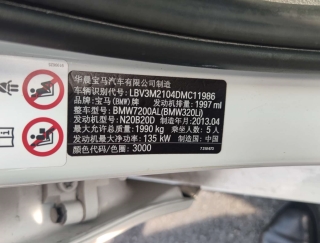 华晨宝马汽车有限公司制造
车辆识别代号: LBV3M2104DMC11986
品牌: 宝马(BMW)牌 发动机排量: 1997 ml
整车型号: BMW7200AL(BMW320Li)
发动机型号: N20B20D 制造年月: 2013.04
最大允许总质量: 1990 kg 乘坐人数: 5 人
发动机最大净功率: 135 kW 制造国: 中国
颜色代码/色圈: 3000